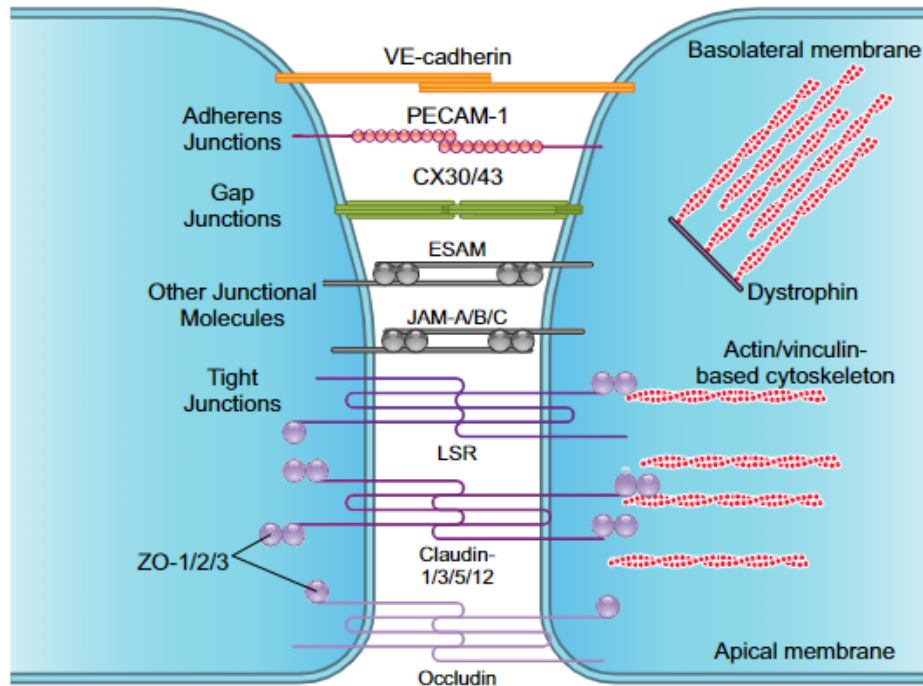 VE-cadherin
Basolateral membrane
Adherens
Junctions
PECAM-1
CX30/43
Gap
Junctions
ESAM
Other Junctional
Molecules
Dystrophin
JAM-A/B/C
Actin/vinculin-
based cytoskeleton
Tight
Junctions
LSR
ZO-1/2/3
Claudin-
1/3/5/12
Apical membrane
Occludin